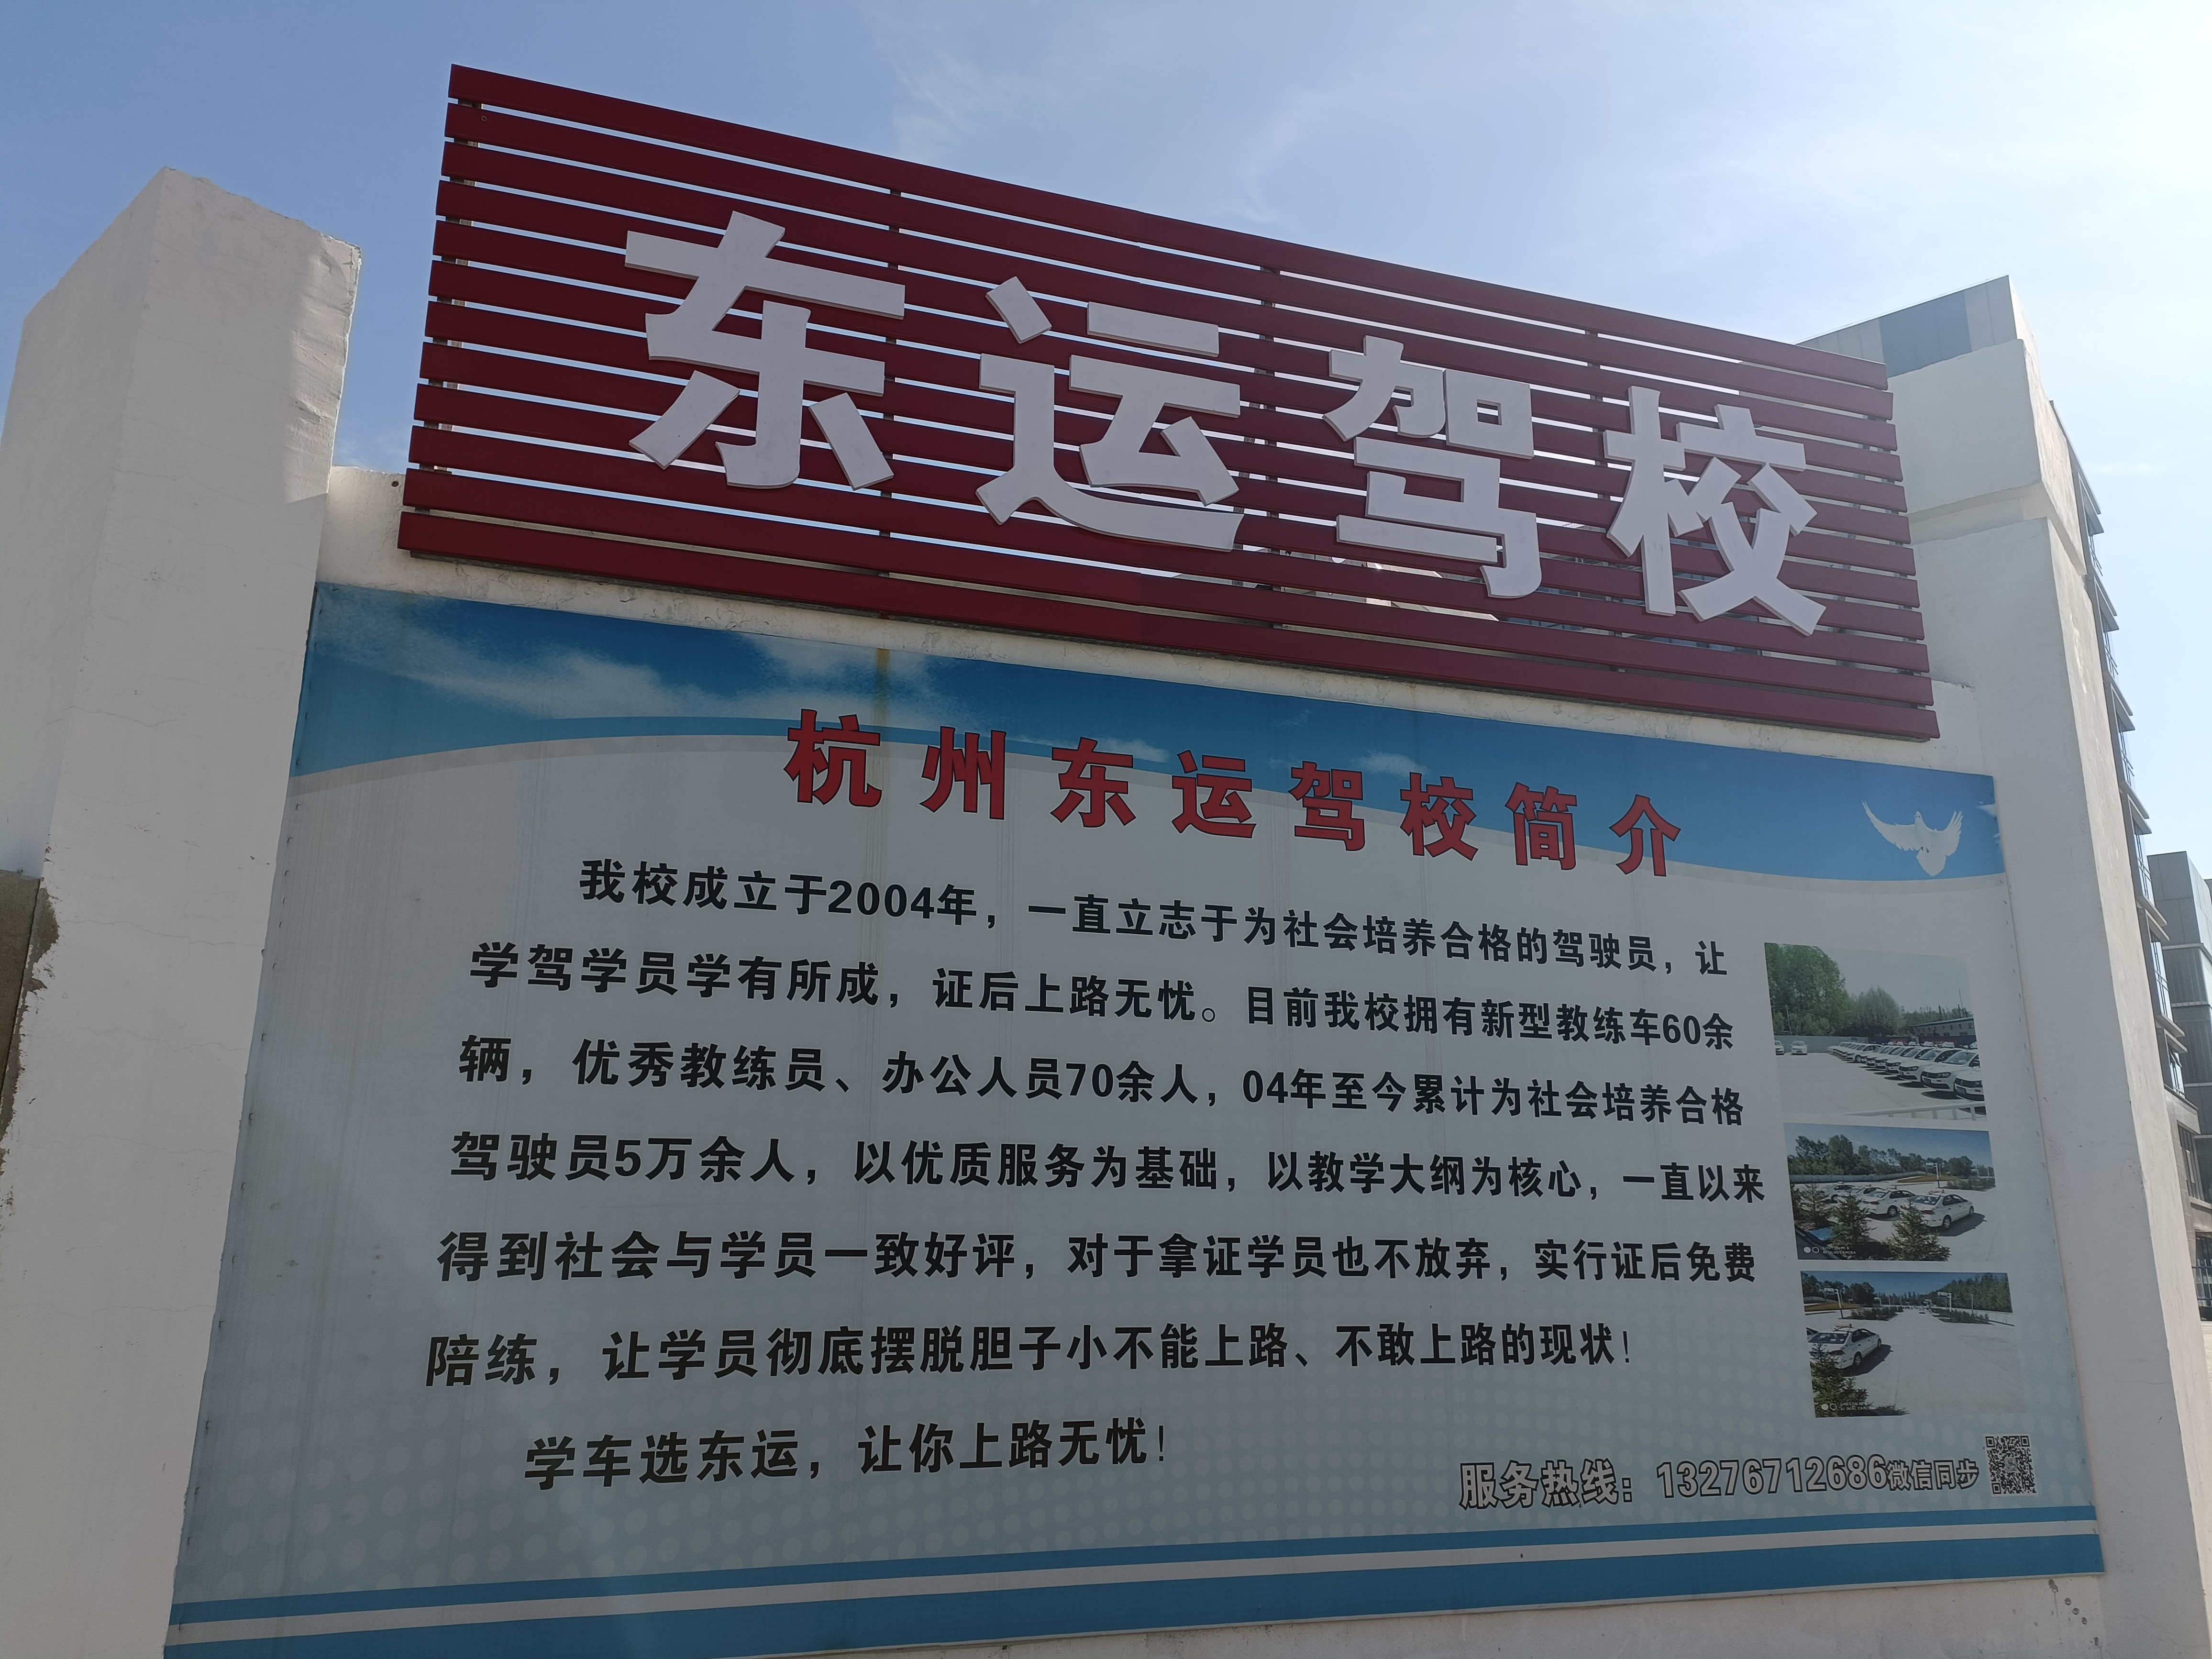 东运驾校
杭州东运驾校简介
我校成立于2004年，一直立志于为社会培养合格的驾驶员，让
学驾学员学有所成，证后上路无忧。目前我校拥有新型教练车60余
辆，优秀教练员、办公人员70余人，04年至今累计为社会培养合格
驾驶员5万余人，以优质服务为基础，以教学大纲为核心，一直以来
得到社会与学员一致好评，对于拿证学员也不放弃，实行证后免费
陪练，让学员彻底摆脱胆子小不能上路、不敢上路的现状！
学车选东运，让你上路无忧！
服务热线：13276712686微信同步